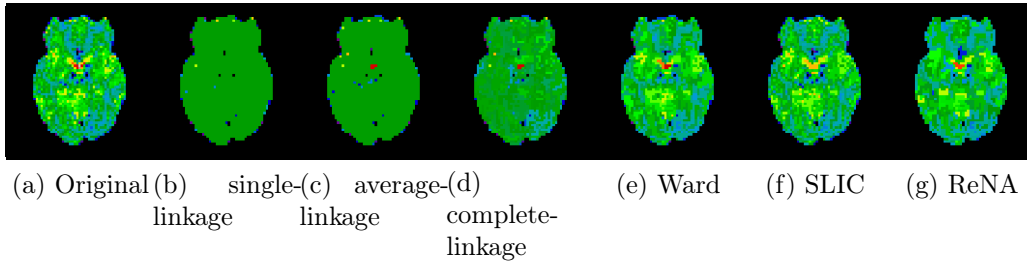 (a) Original
(b) single-
linkage
(c) average-
linkage
(d)
complete-
linkage
(e) Ward
(f) SLIC
(g) ReNA